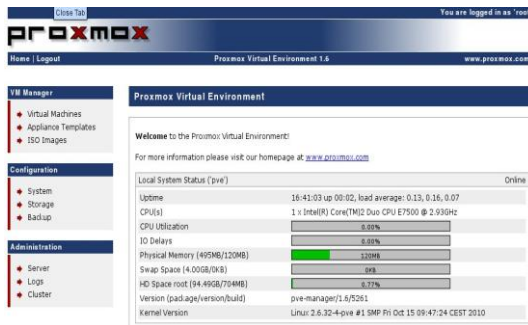 Close Tab
You are logged in as 'root
proxmox
Home | Logout
Proxmox Virtual Environment 1.6
www.proxmox.com
VM Manager
Virtual Machines
Appliance Templates
ISO Images
Configuration
System
Storage
Backup
Administration
Server
Logs
Cluster
Proxmox Virtual Environment
Welcome to the Proxmox Virtual Environment!
For more information please visit our homepage at www.proxmox.com
Local System Status ('pve') Online
Uptime 16:41:03 up 00:02, load average: 0.13, 0.16, 0.07
CPU(s) 1 x Intel(R) Core(TM)2 Duo CPU E7500 @ 2.93GHz
CPU Utilization 0.00%
IO Delays 0.00%
Physical Memory (495MB/120MB) 120MB
Swap Space (4.00GB/0KB) 0KB
HD Space root (94.49GB/704MB) 0.77%
Version (package/version/build) pve-manager/1.6/5261
Kernel Version Linux 2.6.32-4-pve #1 SMP Fri Oct 15 09:47:24 CEST 2010